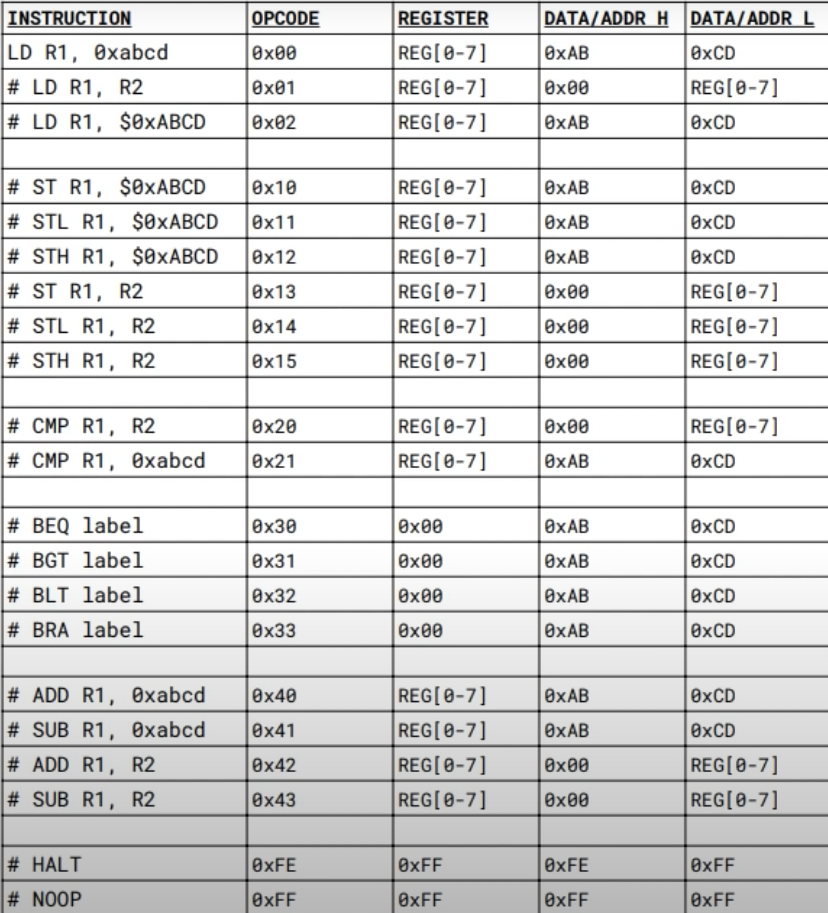 INSTRUCTION OPCODE REGISTER DATA/ADDR H DATA/ADDR L
LD R1, 0xabcd 0x00 REG[0-7] 0xAB 0xCD
# LD R1, R2 0x01 REG[0-7] 0x00 REG[0-7]
# LD R1, $0xABCD 0x02 REG[0-7] 0xAB 0xCD
# ST R1, $0xABCD 0x10 REG[0-7] 0xAB 0xCD
# STL R1, $0xABCD 0x11 REG[0-7] 0xAB 0xCD
# STH R1, $0xABCD 0x12 REG[0-7] 0xAB 0xCD
# ST R1, R2 0x13 REG[0-7] 0x00 REG[0-7]
# STL R1, R2 0x14 REG[0-7] 0x00 REG[0-7]
# STH R1, R2 0x15 REG[0-7] 0x00 REG[0-7]
# CMP R1, R2 0x20 REG[0-7] 0x00 REG[0-7]
# CMP R1, 0xabcd 0x21 REG[0-7] 0xAB 0xCD
# BEQ label 0x30 0x00 0xAB 0xCD
# BGT label 0x31 0x00 0xAB 0xCD
# BLT label 0x32 0x00 0xAB 0xCD
# BRA label 0x33 0x00 0xAB 0xCD
# ADD R1, 0xabcd 0x40 REG[0-7] 0xAB 0xCD
# SUB R1, 0xabcd 0x41 REG[0-7] 0xAB 0xCD
# ADD R1, R2 0x42 REG[0-7] 0x00 REG[0-7]
# SUB R1, R2 0x43 REG[0-7] 0x00 REG[0-7]
# HALT 0xFE 0xFF 0xFE 0xFF
# NOOP 0xFF 0xFF 0xFF 0xFF